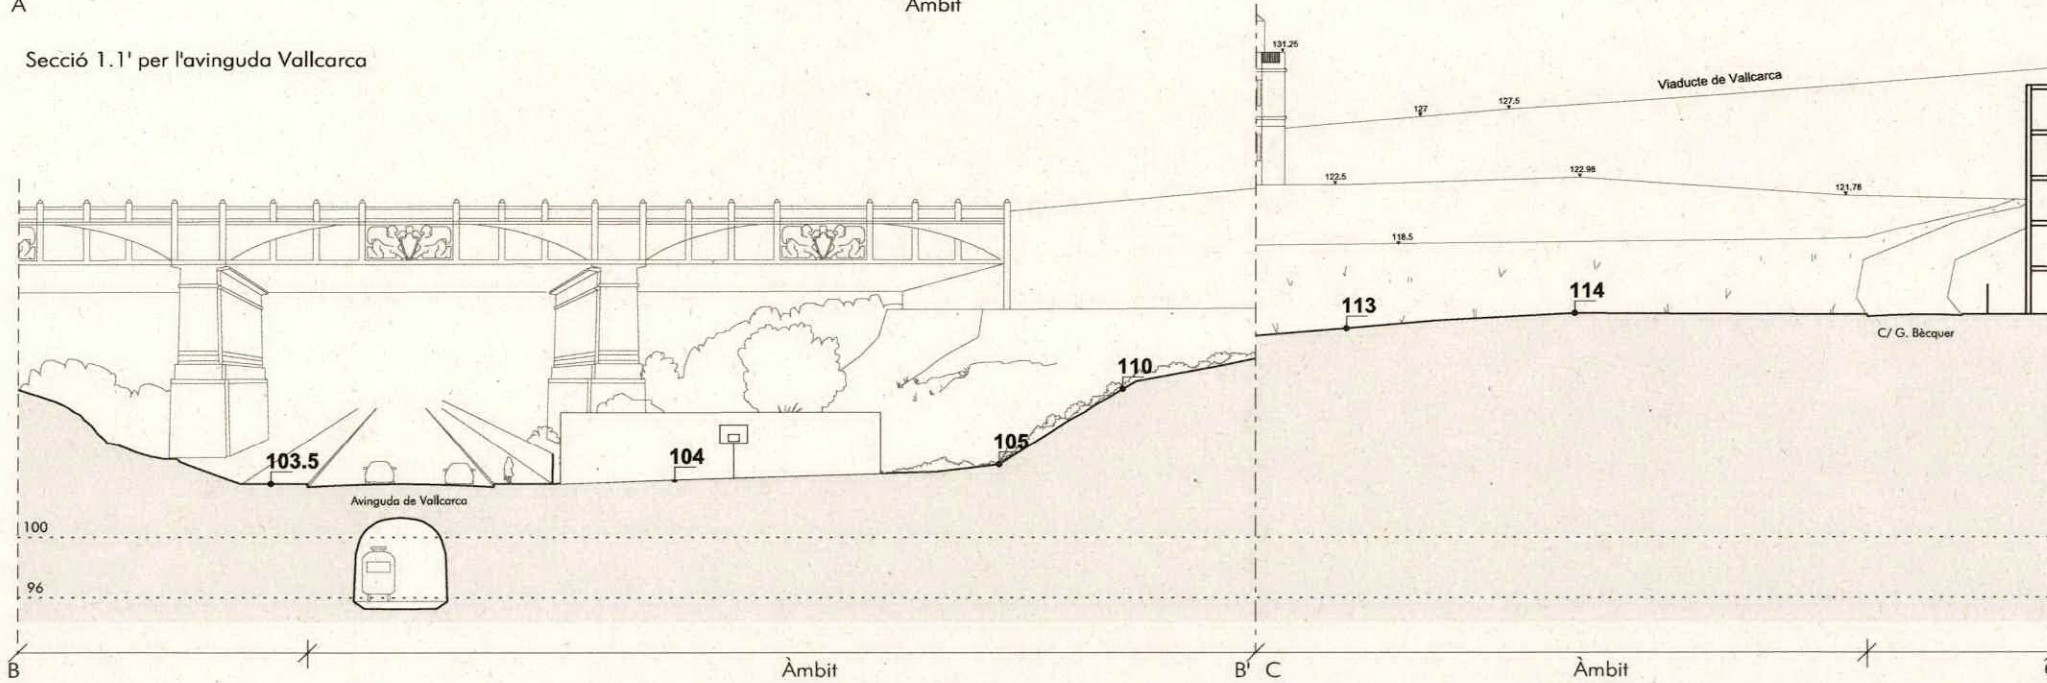 A
Àmbit
Secció 1.1' per l'avinguda Vallcarca
131.25
127
127.5
Viaducte de Vallcarca
122.5
122.98
121.78
118.5
113
114
C/ G. Bècquer
110
105
104
103.5
Avinguda de Vallcarca
100
96
B
Àmbit
B'
C
Àmbit